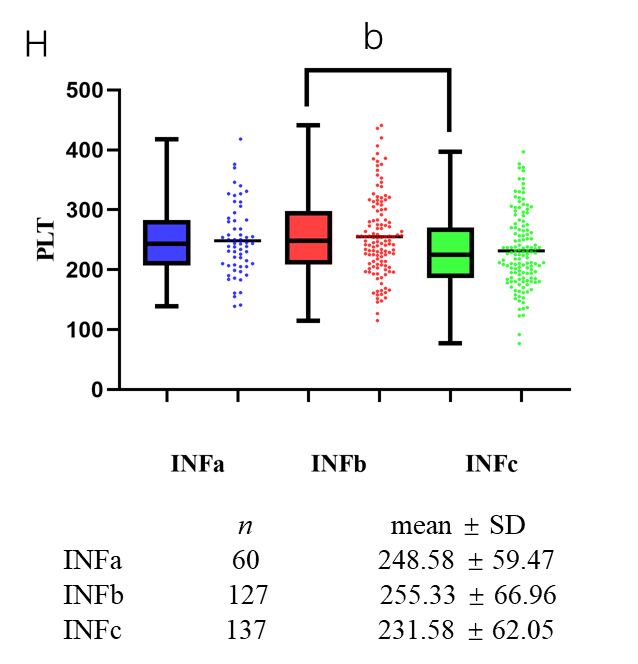 H
b
500
400
300
200
100
0
PLT
INFa INFb INFc
n mean ± SD
INFa 60 248.58 ± 59.47
INFb 127 255.33 ± 66.96
INFc 137 231.58 ± 62.05